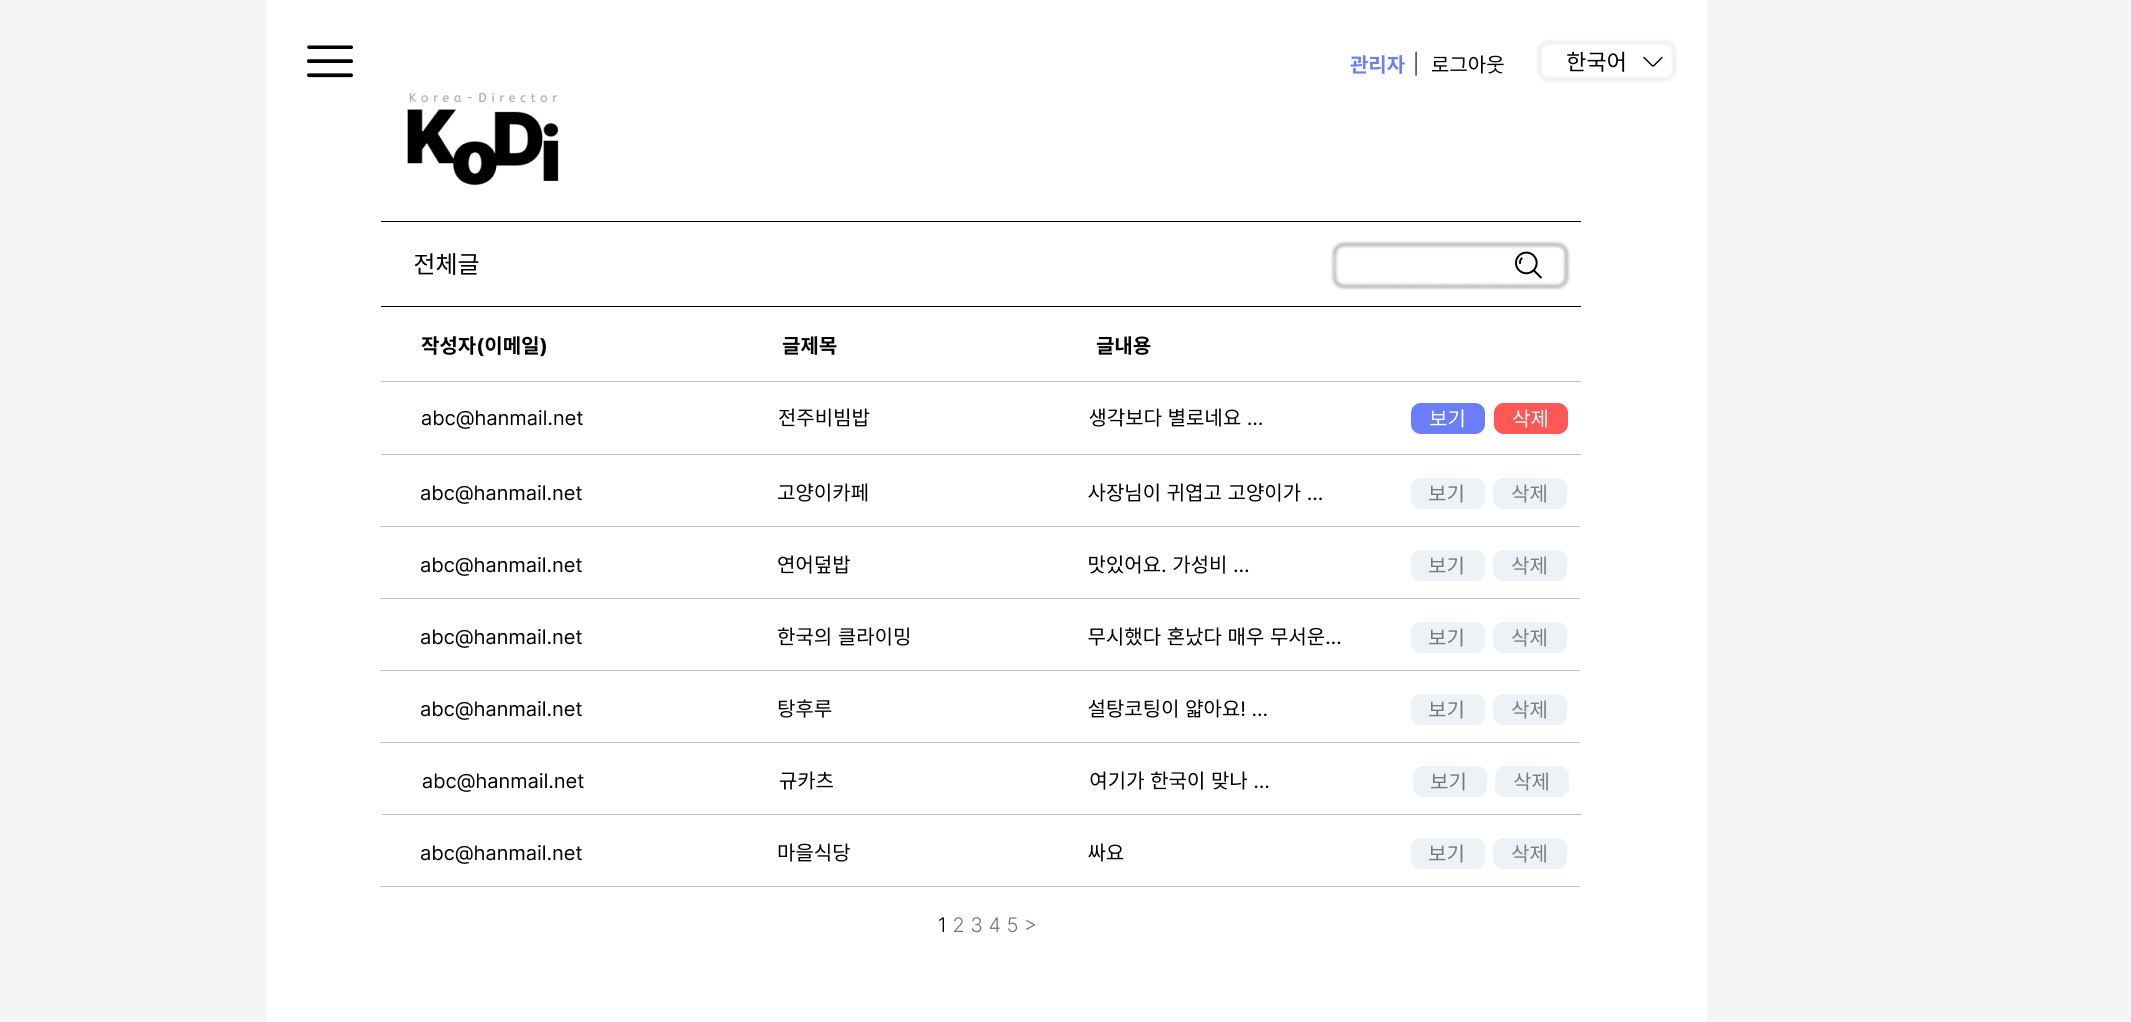 관리자 | 로그아웃 한국어
Korea-Director
KoDi
전체글
작성자(이메일) 글제목 글내용
abc@hanmail.net 전주비빔밥 생각보다 별로네요 ... 보기 삭제
abc@hanmail.net 고양이카페 사장님이 귀엽고 고양이가 ... 보기 삭제
abc@hanmail.net 연어덮밥 맛있어요. 가성비 ... 보기 삭제
abc@hanmail.net 한국의 클라이밍 무시했다 혼났다 매우 무서운... 보기 삭제
abc@hanmail.net 탕후루 설탕코팅이 얇아요! ... 보기 삭제
abc@hanmail.net 규카츠 여기가 한국이 맞나 ... 보기 삭제
abc@hanmail.net 마을식당 싸요 보기 삭제
1 2 3 4 5 >